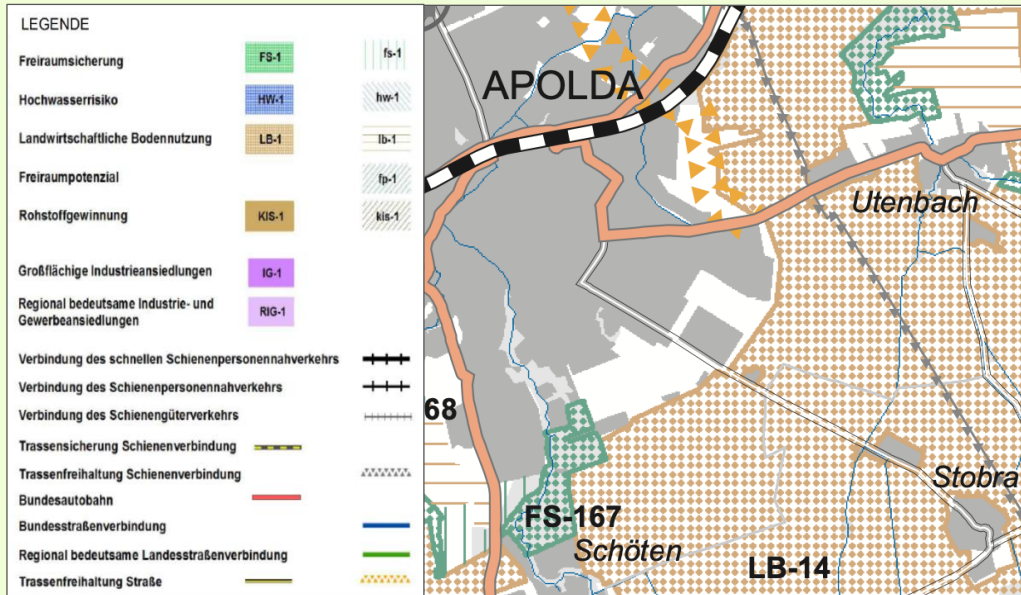 LEGENDE
Freiraumsicherung FS-1 fs-1
Hochwasserrisiko HW-1 hw-1
Landwirtschaftliche Bodennutzung LB-1 lb-1
Freiraumpotenzial fp-1
Rohstoffgewinnung KIS-1 kis-1
Großflächige Industrieansiedlungen IG-1
Regional bedeutsame Industrie- und
Gewerbeansiedlungen RIG-1
Verbindung des schnellen Schienenpersonennahverkehrs
Verbindung des Schienenpersonennahverkehrs
Verbindung des Schienengüterverkehrs
Trassensicherung Schienenverbindung
Trassenfreihaltung Schienenverbindung
Bundesautobahn
Bundesstraßenverbindung
Regional bedeutsame Landesstraßenverbindung
Trassenfreihaltung Straße
APOLDA
Utenbach
68
Stobra
FS-167
Schöten
LB-14